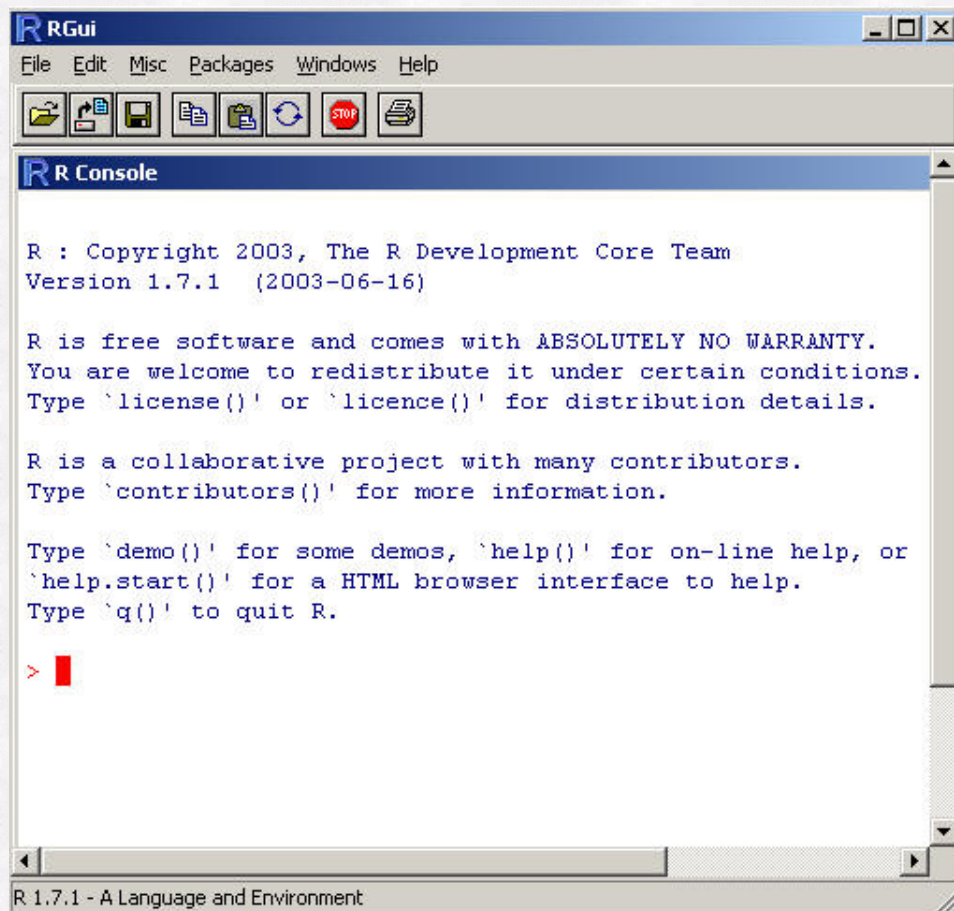 RGui
File Edit Misc Packages Windows Help
STOP
R Console
R : Copyright 2003, The R Development Core Team
Version 1.7.1  (2003-06-16)
R is free software and comes with ABSOLUTELY NO WARRANTY.
You are welcome to redistribute it under certain conditions.
Type `license()' or `licence()' for distribution details.
R is a collaborative project with many contributors.
Type `contributors()' for more information.
Type `demo()' for some demos, `help()' for on-line help, or
`help.start()' for a HTML browser interface to help.
Type `q()' to quit R.
>
R 1.7.1 - A Language and Environment